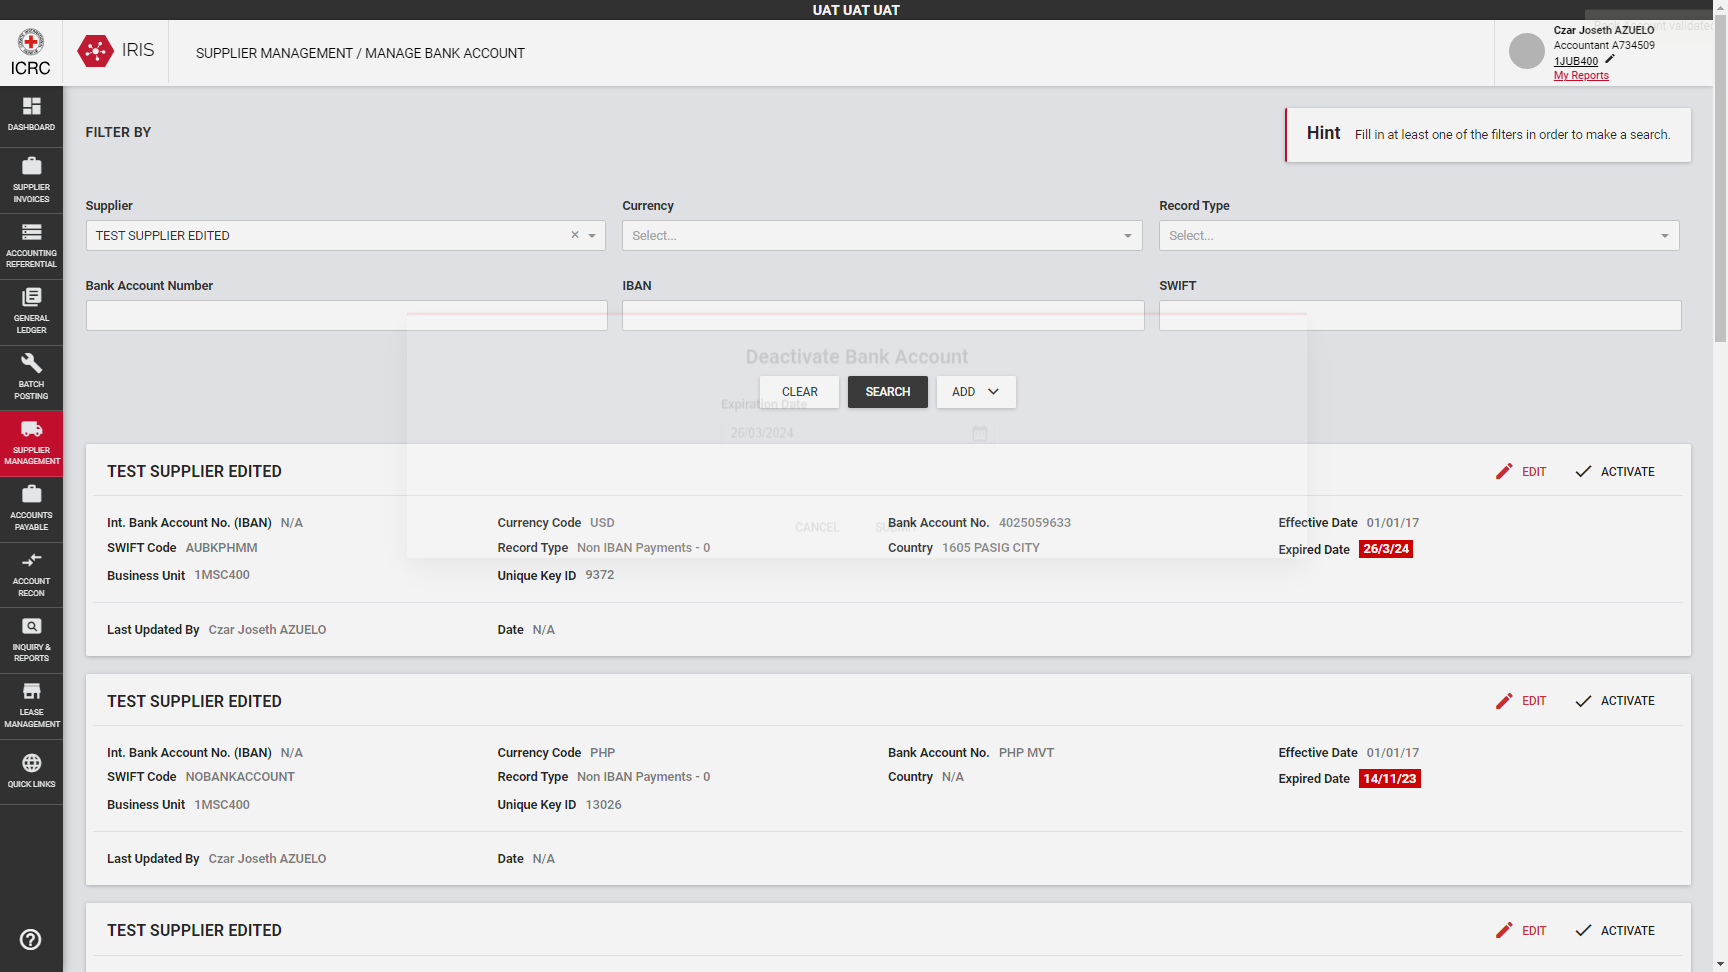 UAT UAT UAT
ICRC
IRIS
SUPPLIER MANAGEMENT / MANAGE BANK ACCOUNT
Czar Joseth AZUELO
Accountant A734509
1JUB400
My Reports
DASHBOARD
SUPPLIER
INVOICES
ACCOUNTING
REFERENTIAL
GENERAL
LEDGER
BATCH
POSTING
SUPPLIER
MANAGEMENT
ACCOUNTS
PAYABLE
ACCOUNT
RECON
INQUIRY &
REPORTS
LEASE
MANAGEMENT
QUICK LINKS
FILTER BY
Hint Fill in at least one of the filters in order to make a search.
Supplier Currency Record Type
TEST SUPPLIER EDITED Select... Select...
Bank Account Number IBAN SWIFT
Deactivate Bank Account
CLEAR SEARCH ADD
Expiration Date
26/03/2024
CANCEL
TEST SUPPLIER EDITED EDIT ACTIVATE
Int. Bank Account No. (IBAN) N/A Currency Code USD Bank Account No. 4025059633 Effective Date 01/01/17
SWIFT Code AUBKPHMM Record Type Non IBAN Payments - 0 Country 1605 PASIG CITY Expired Date 26/3/24
Business Unit 1MSC400 Unique Key ID 9372
Last Updated By Czar Joseth AZUELO Date N/A
TEST SUPPLIER EDITED EDIT ACTIVATE
Int. Bank Account No. (IBAN) N/A Currency Code PHP Bank Account No. PHP MVT Effective Date 01/01/17
SWIFT Code NOBANKACCOUNT Record Type Non IBAN Payments - 0 Country N/A Expired Date 14/11/23
Business Unit 1MSC400 Unique Key ID 13026
Last Updated By Czar Joseth AZUELO Date N/A
TEST SUPPLIER EDITED EDIT ACTIVATE